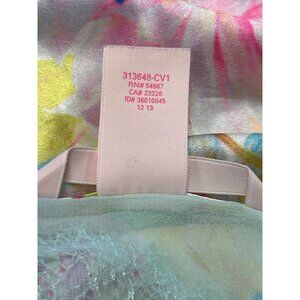 313648-CV1
RN# 54867
CA# 23226
ID# 36010045
12 13